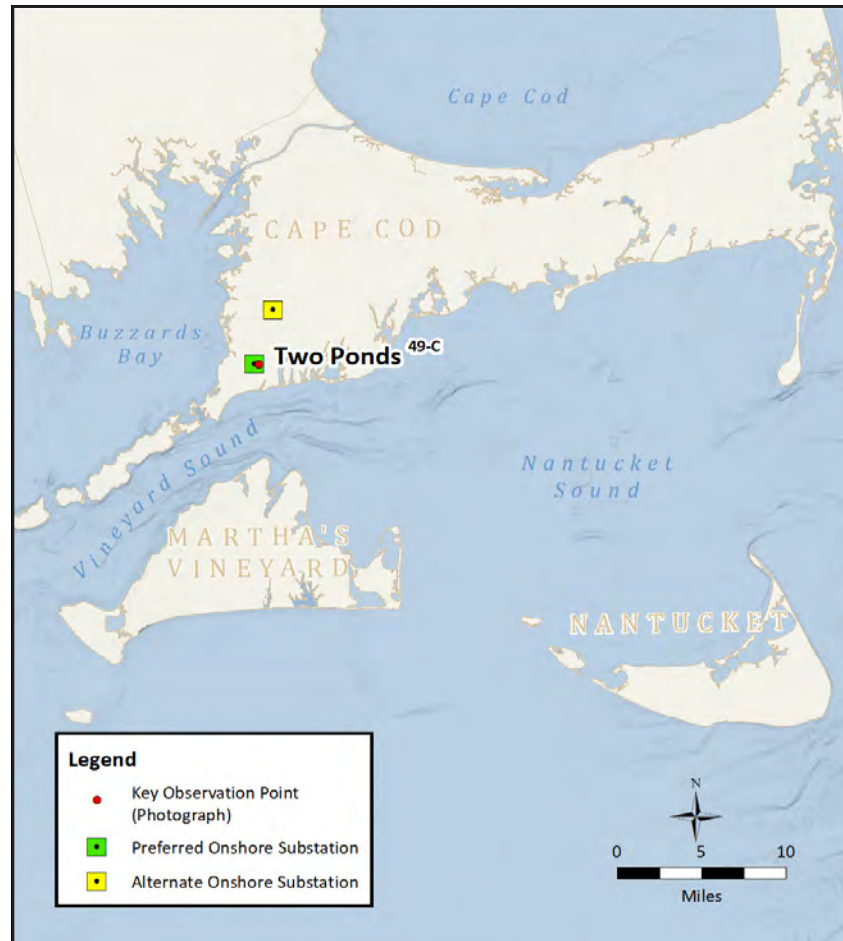 Cape Cod
CAPE COD
Buzzards
Bay
Two Ponds 49-C
Vineyard Sound
Nantucket
Sound
MARTHA'S
VINEYARD
NANTUCKET
Legend
Key Observation Point
(Photograph)
Preferred Onshore Substation
Alternate Onshore Substation
N
0 5 10
Miles